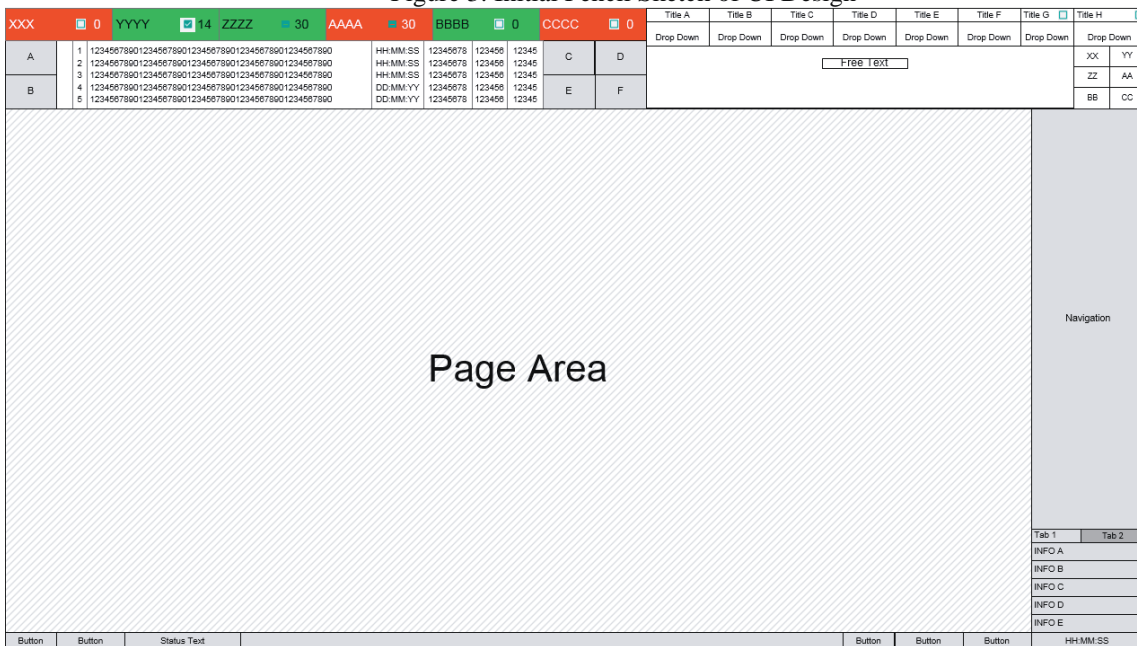 Figure 3: Initial Pencil Sketch of UI Design
XXX 0 YYYY 14 ZZZZ 30 AAAA 30 BBBB 0 CCCC 0
Title A Title B Title C Title D Title E Title F Title G Title H
Drop Down Drop Down Drop Down Drop Down Drop Down Drop Down Drop Down Drop Down
A
B
1 1234567890123456789012345678901234567890 HH:MM:SS 12345678 123456 12345
2 1234567890123456789012345678901234567890 HH:MM:SS 12345678 123456 12345
3 1234567890123456789012345678901234567890 HH:MM:SS 12345678 123456 12345
4 1234567890123456789012345678901234567890 DD:MM:YY 12345678 123456 12345
5 1234567890123456789012345678901234567890 DD:MM:YY 12345678 123456 12345
C D
E F
Free Text
XX YY
ZZ AA
BB CC
Page Area
Navigation
Tab 1 Tab 2
INFO A
INFO B
INFO C
INFO D
INFO E
Button Button Status Text Button Button Button HH:MM:SS